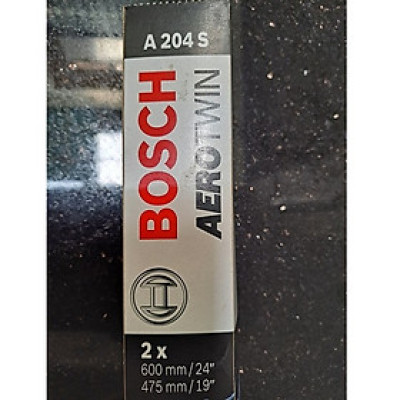 A 204 S
BOSCH
AEROTWIN
2 x
600 mm / 24"
475 mm / 19"